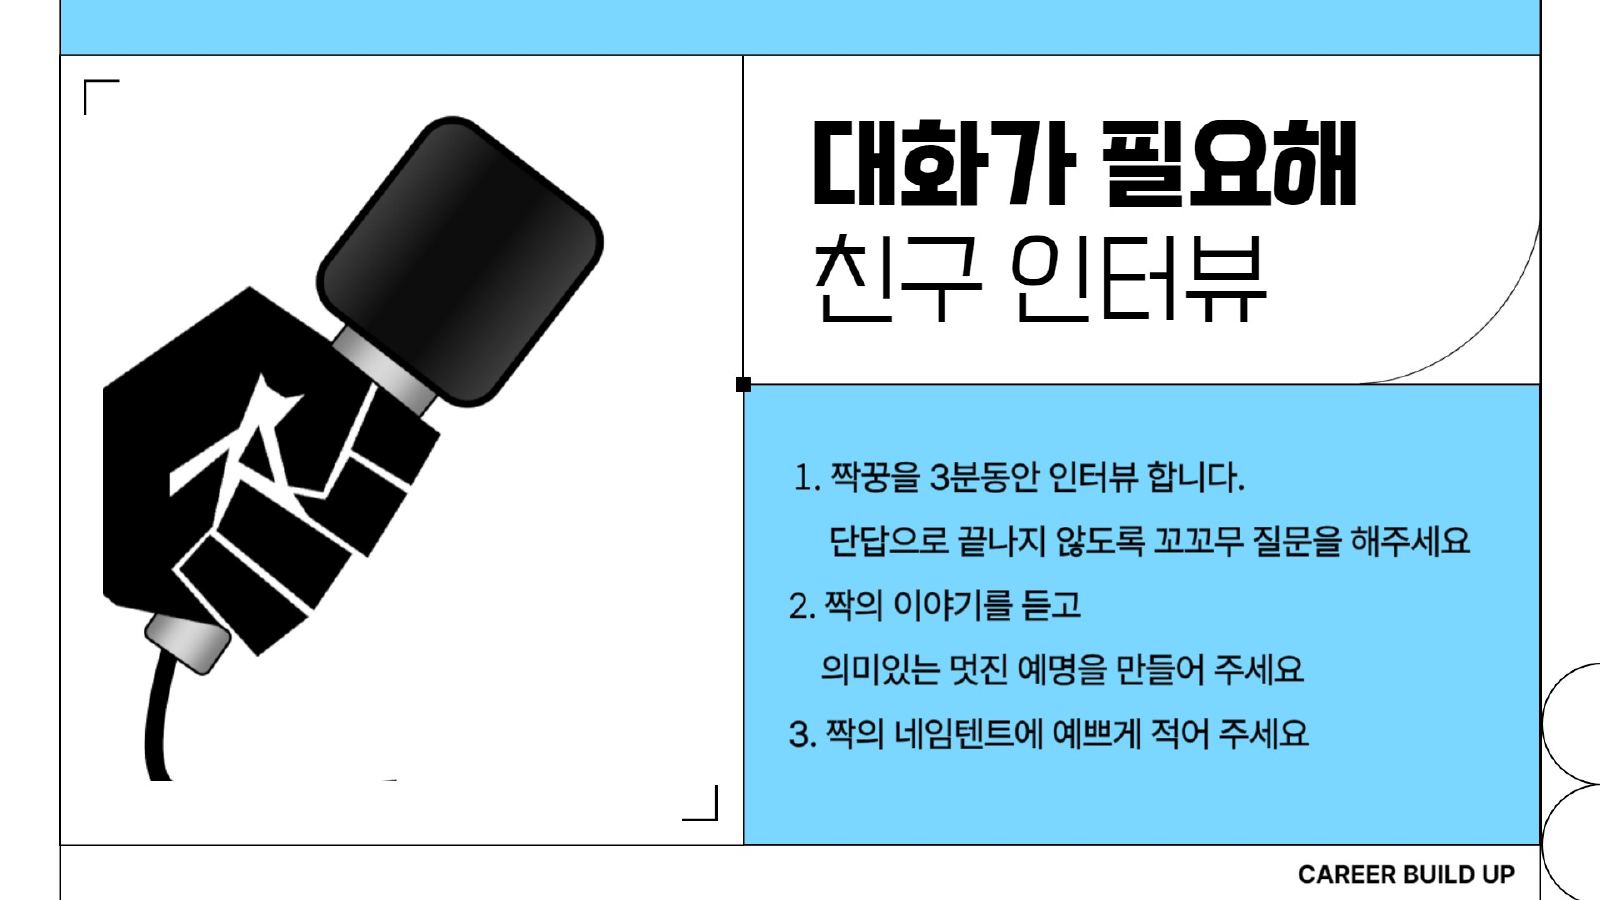 대화가 필요해
친구 인터뷰
1. 짝꿍을 3분동안 인터뷰 합니다.
단답으로 끝나지 않도록 꼬꼬무 질문을 해주세요
2. 짝의 이야기를 듣고
의미있는 멋진 예명을 만들어 주세요
3. 짝의 네임텐트에 예쁘게 적어 주세요
CAREER BUILD UP